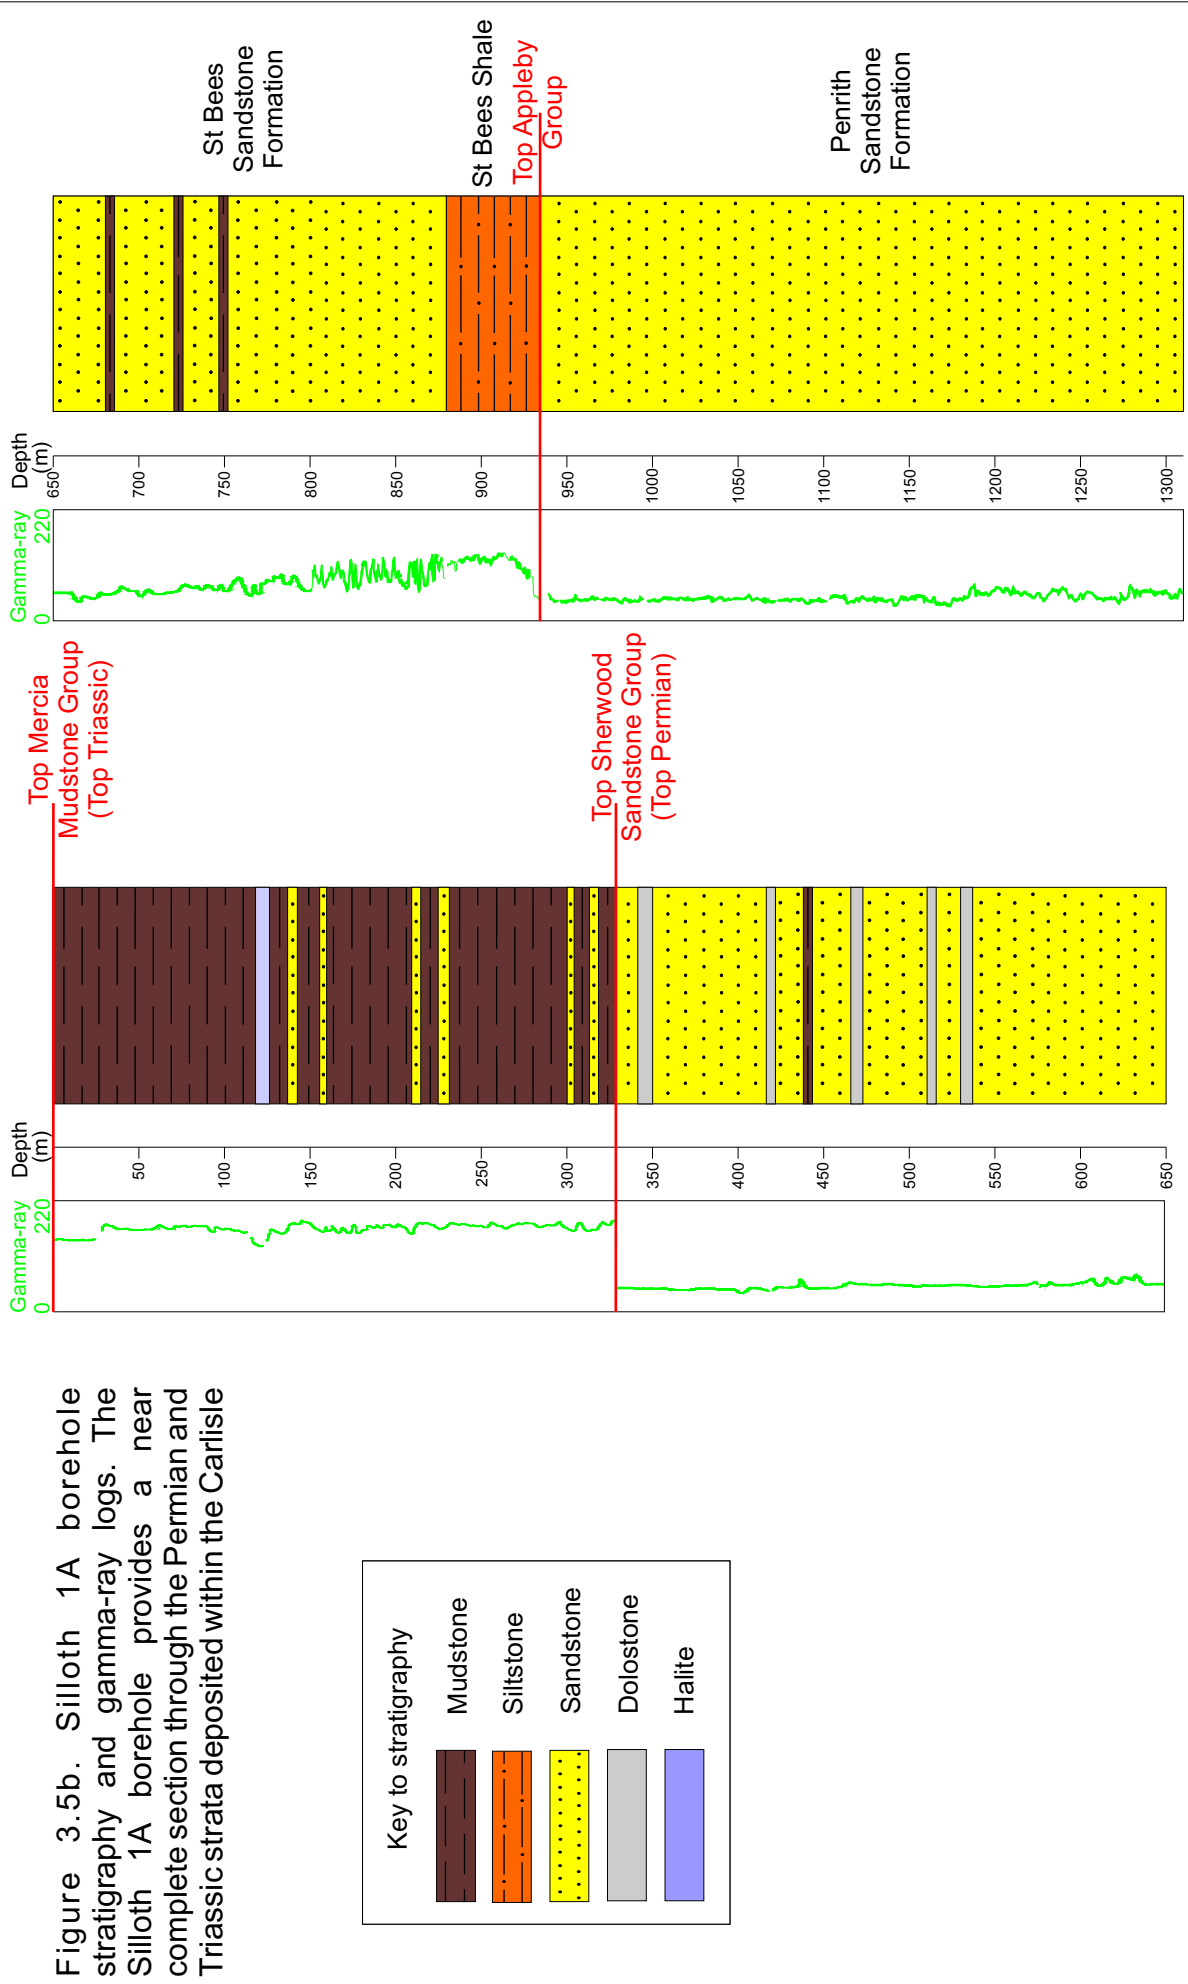 Figure 3.5b. Silloth 1A borehole
stratigraphy and gamma-ray logs. The
Silloth 1A borehole provides a near
complete section through the Permian and
Triassic strata deposited within the Carlisle
Key to stratigraphy
Mudstone
Siltstone
Sandstone
Dolostone
Halite
Gamma-ray
0 220
Depth
(m)
50
100
150
200
250
300
350
400
450
500
550
600
650
Top Mercia
Mudstone Group
(Top Triassic)
Top Sherwood
Sandstone Group
(Top Permian)
Gamma-ray
0 220
Depth
(m)
650
700
750
800
850
900
950
1000
1050
1100
1150
1200
1250
1300
St Bees
Sandstone
Formation
St Bees Shale
Top Appleby
Group
Penrith
Sandstone
Formation